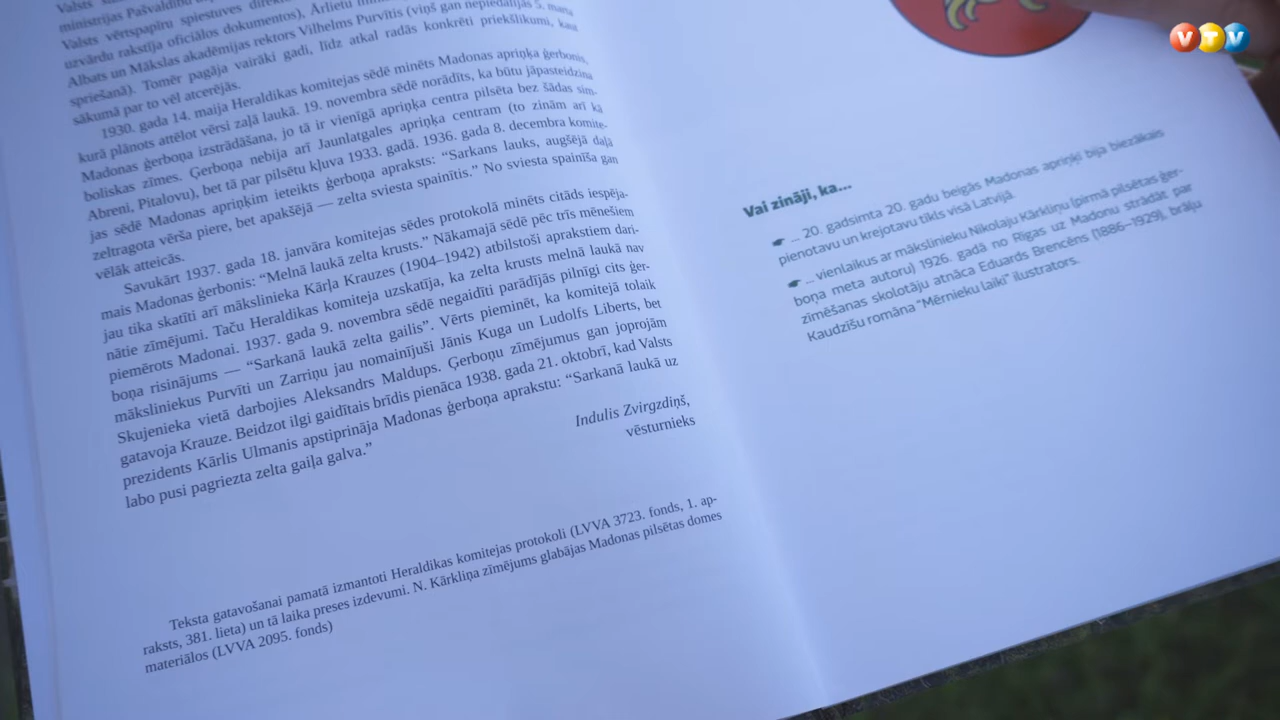 Valsts
ministrijas Pašvaldību
Valsts vērtspapīru spiestuves
uzvārdu rakstīja oficiālos dokumentos), Ārlietu
Albats un Mākslas akadēmijas rektors Vilhelms Purvītis (viņš gan nepiedalījās 5. marta
spriešanā). Tomēr pagāja vairāki gadi, līdz atkal radās konkrēti priekšlikumi, kaut
sākumā par to vēl atcerējās.
1930. gada 14. maija Heraldikas komitejas sēdē minēts Madonas apriņķa ģerbonis,
kurā plānots attēlot vērsi zaļā laukā. 19. novembra sēdē norādīts, ka būtu jāpasteidzina
Madonas ģerboņa izstrādāšana, jo tā ir vienīgā apriņķa centra pilsēta bez šādas sim-
boliskas zīmes. Ģerboņa nebija arī Jaunlatgales apriņķa centram (to zinām arī kā
Abreni, Pitalovu), bet tā par pilsētu kļuva 1933. gadā. 1936. gada 8. decembra komite-
jas sēdē Madonas apriņķim ieteikts ģerboņa apraksts: “Sarkans lauks, augšējā daļā
zeltragota vērša piere, bet apakšējā — zelta sviesta spainītis.” No sviesta spainīša gan
vēlāk atteicās.
Savukārt 1937. gada 18. janvāra komitejas sēdes protokolā minēts citāds iespēja-
mais Madonas ģerbonis: “Melnā laukā zelta krusts.” Nākamajā sēdē pēc trīs mēnešiem
jau tika skatīti arī mākslinieka Kārļa Krauzes (1904–1942) atbilstoši aprakstiem dari-
nātie zīmējumi. Taču Heraldikas komiteja uzskatīja, ka zelta krusts melnā laukā nav
piemērots Madonai. 1937. gada 9. novembra sēdē negaidīti parādījās pilnīgi cits ģer-
boņa risinājums — “Sarkanā laukā zelta gailis”. Vērts pieminēt, ka komitejā tolaik
māksliniekus Purvīti un Zarriņu jau nomainījuši Jānis Kuga un Ludolfs Liberts, bet
Skujenieka vietā darbojies Aleksandrs Maldups. Ģerboņu zīmējumus gan joprojām
gatavoja Krauze. Beidzot ilgi gaidītais brīdis pienāca 1938. gada 21. oktobrī, kad Valsts
prezidents Kārlis Ulmanis apstiprināja Madonas ģerboņa aprakstu: “Sarkanā laukā uz
labo pusi pagriezta zelta gaiļa galva.”
Indulis Zvirgzdiņš,
vēsturnieks
Teksta gatavošanai pamatā izmantoti Heraldikas komitejas protokoli (LVVA 3723. fonds, 1. ap-
raksts, 381. lieta) un tā laika preses izdevumi. N. Kārkliņa zīmējums glabājas Madonas pilsētas domes
materiālos (LVVA 2095. fonds)
VTV
Vai zināji, ka...
... 20. gadsimta 20. gadu beigās Madonas apriņķī bija biezākais
pienotavu un krejotavu tīkls visā Latvijā.
... vienlaikus ar mākslinieku Nikolaju Kārkliņu (pirmā pilsētas ģer-
boņa meta autoru) 1926. gadā no Rīgas uz Madonu strādāt par
zīmēšanas skolotāju atnāca Eduards Brencēns (1886–1929), brāļu
Kaudzīšu romāna “Mērnieku laiki” ilustrators.